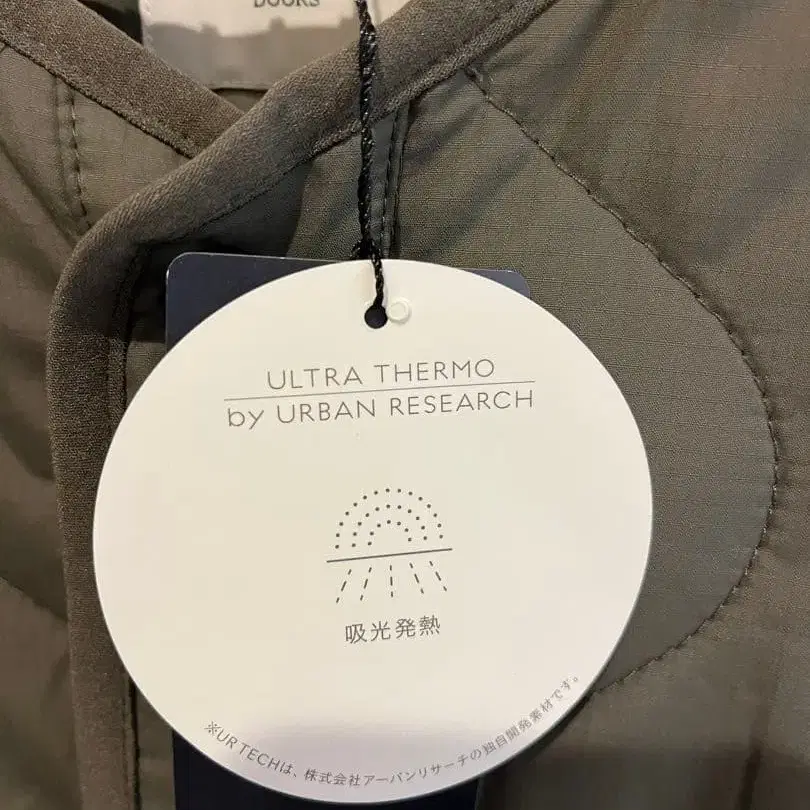 DOORS
ULTRA THERMO
by URBAN RESEARCH
吸光発熱
※UR TECHは、株式会社アーバンリサーチの独自開発素材です。